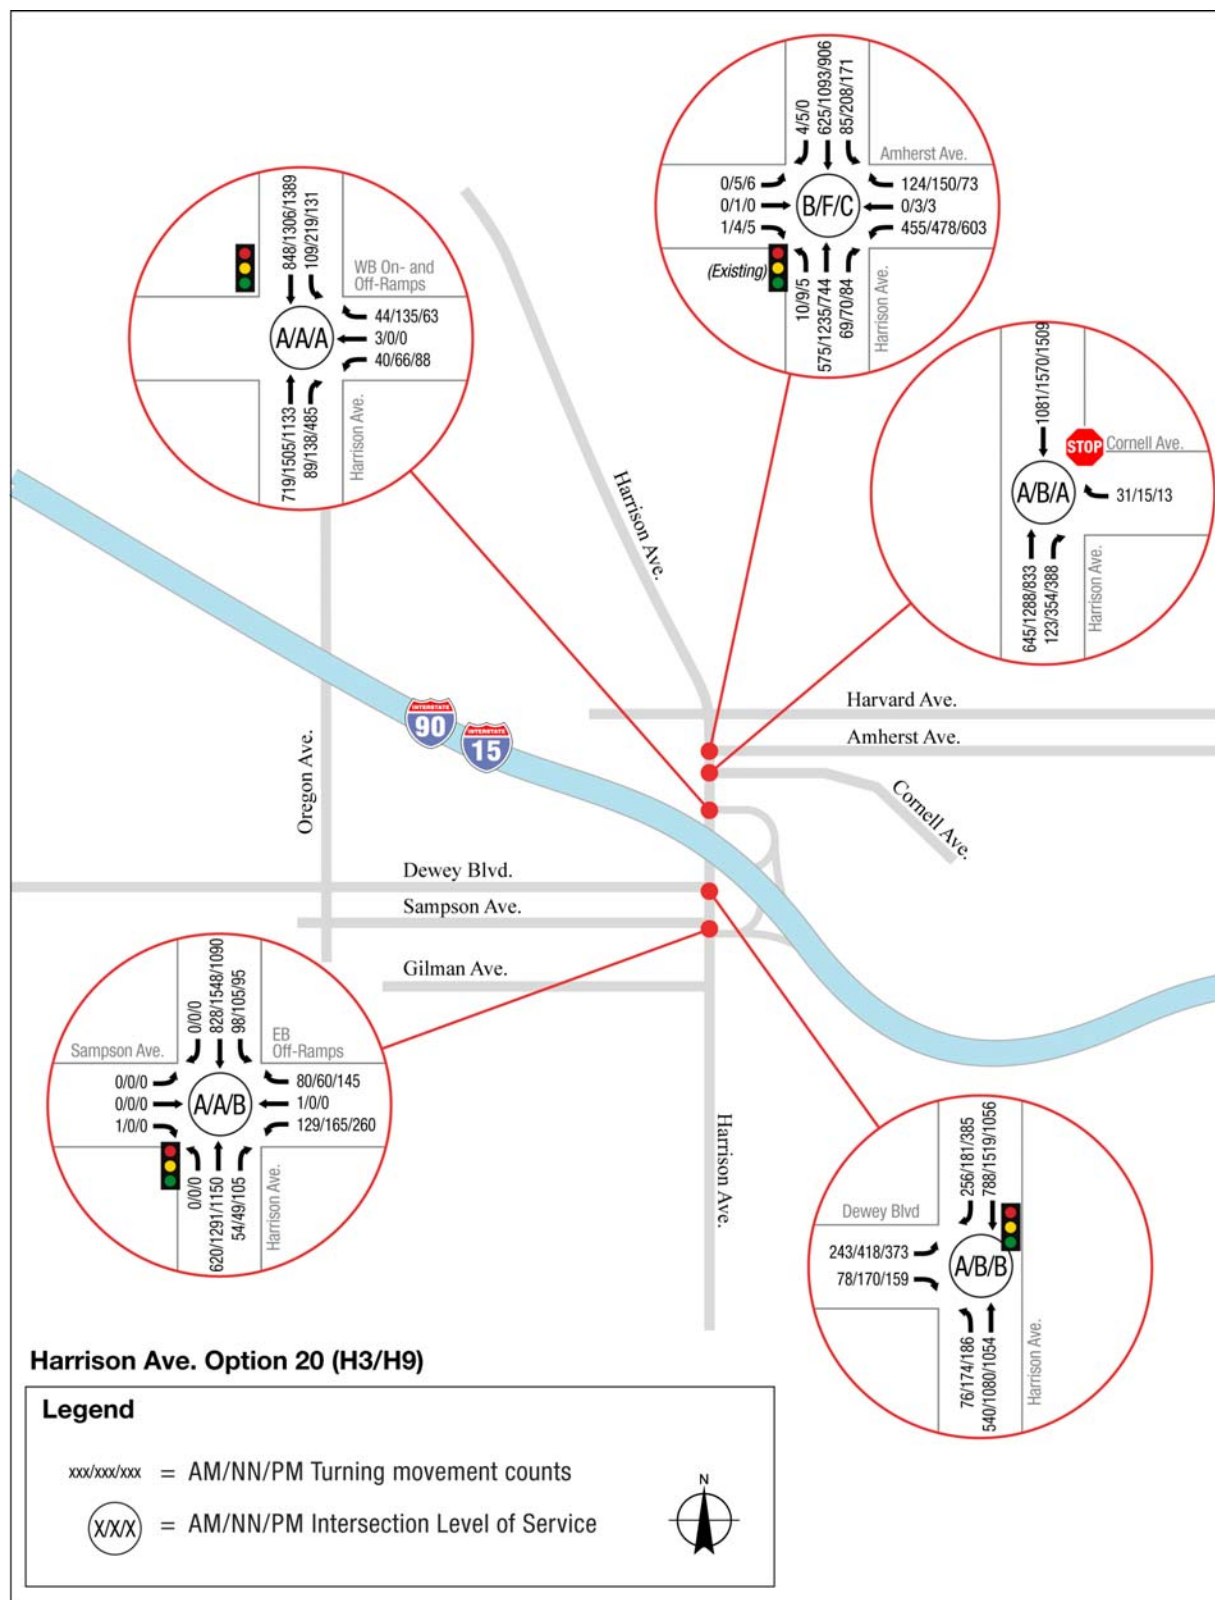 4/5/0
625/1093/906
85/208/171
Amherst Ave.
0/5/6
0/1/0
1/4/5
B/F/C
124/150/73
0/3/3
455/478/603
(Existing)
10/9/5
575/1235/744
69/70/84
Harrison Ave.
848/1306/1389
109/219/131
WB On- and
Off-Ramps
A/A/A
44/135/63
3/0/0
40/66/88
719/1505/1133
89/138/485
Harrison Ave.
1081/1570/1509
STOP
Cornell Ave.
A/B/A
31/15/13
645/1288/833
123/354/388
Harrison Ave.
Harrison Ave.
INTERSTATE
90
INTERSTATE
15
Harvard Ave.
Amherst Ave.
Cornell Ave.
Oregon Ave.
Dewey Blvd.
Sampson Ave.
Gilman Ave.
Harrison Ave.
0/0/0
828/1548/1090
98/105/95
Sampson Ave.
EB
Off-Ramps
0/0/0
0/0/0
1/0/0
A/A/B
80/60/145
1/0/0
129/165/260
0/0/0
620/1291/1150
54/49/105
Harrison Ave.
256/181/385
788/1519/1056
Dewey Blvd
243/418/373
78/170/159
A/B/B
76/174/186
540/1080/1054
Harrison Ave.
Harrison Ave. Option 20 (H3/H9)
Legend
xxx/xxx/xxx = AM/NN/PM Turning movement counts
X/X/X = AM/NN/PM Intersection Level of Service
N